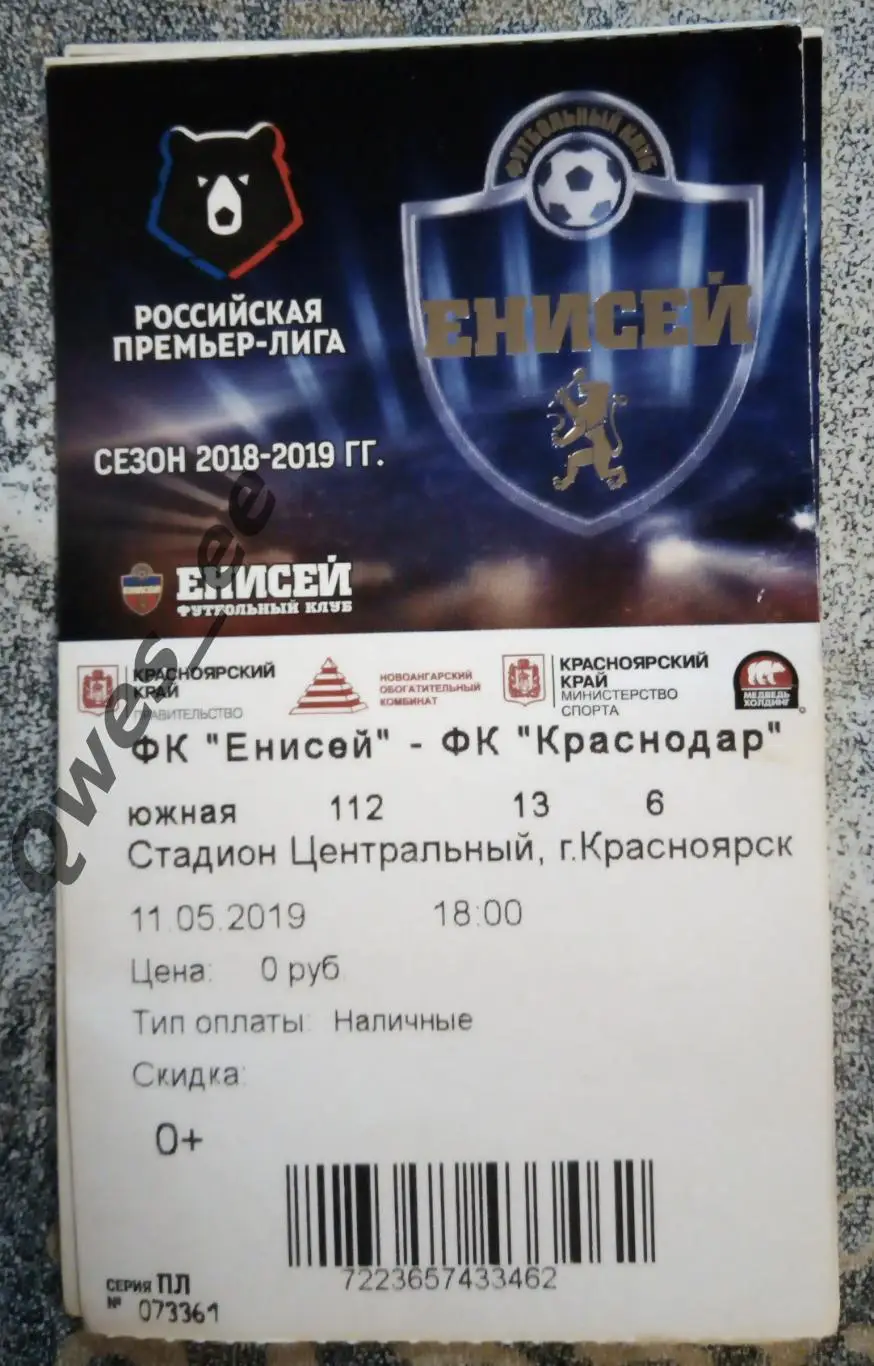 ФУТБОЛЬНЫЙ КЛУБ
ЕНИСЕЙ
РОССИЙСКАЯ
ПРЕМЬЕР-ЛИГА
СЕЗОН 2018-2019 ГГ.
ЕНИСЕЙ
ФУТБОЛЬНЫЙ КЛУБ
КРАСНОЯРСКИЙ
КРАЙ
ПРАВИТЕЛЬСТВО
НОВОАНГАРСКИЙ
ОБОГАТИТЕЛЬНЫЙ
КОМБИНАТ
КРАСНОЯРСКИЙ
КРАЙ
МИНИСТЕРСТВО
СПОРТА
МЕДВЕДЬ
ХОЛДИНГ
ФК "Енисей" - ФК "Краснодар"
южная 112 13 6
Стадион Центральный, г.Красноярск
11.05.2019 18:00
Цена: 0 руб
Тип оплаты: Наличные
Скидка:
0+
7223657433462
СЕРИЯ ПЛ
№ 073361
Qwes_ee